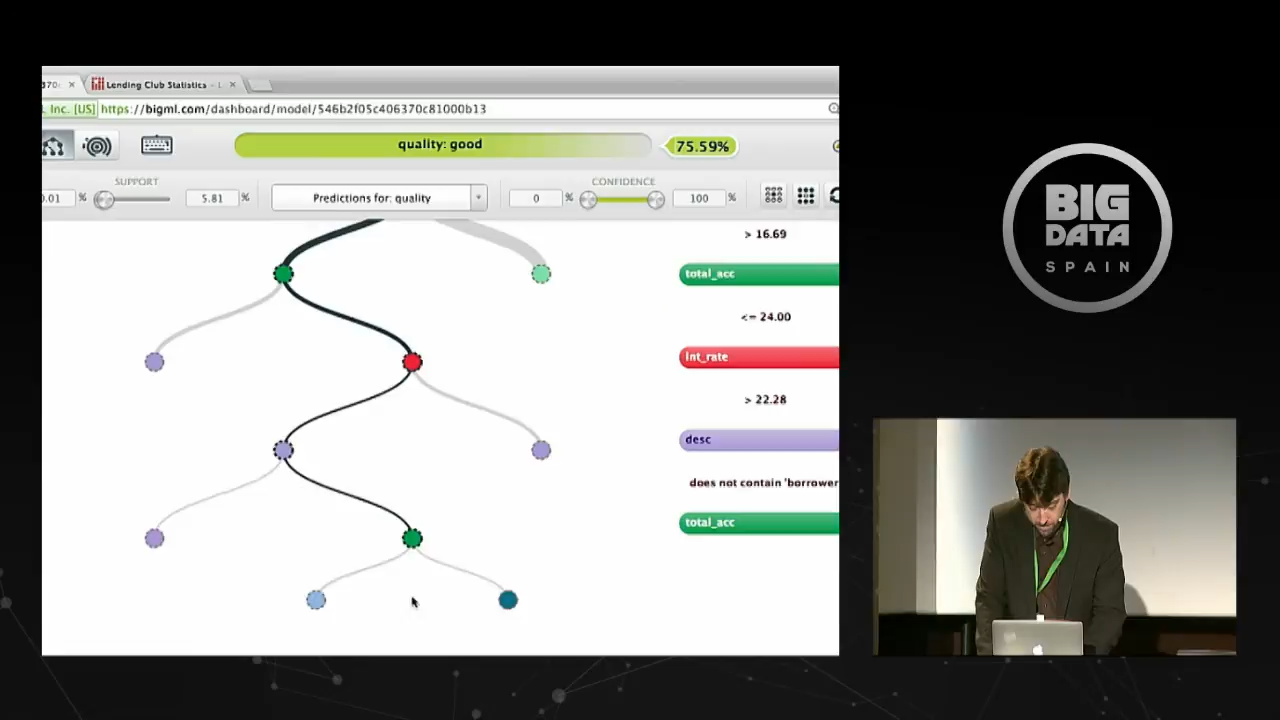 370
Lending Club Statistics - L
Inc. [US] https://bigml.com/dashboard/model/546b2f05c406370c81000b13
quality: good
75.59%
SUPPORT
CONFIDENCE
0.01 %
5.81 %
Predictions for: quality
0 %
100 %
> 16.69
total_acc
<= 24.00
int_rate
> 22.28
desc
does not contain 'borrower
total_acc
BIG
DATA
SPAIN